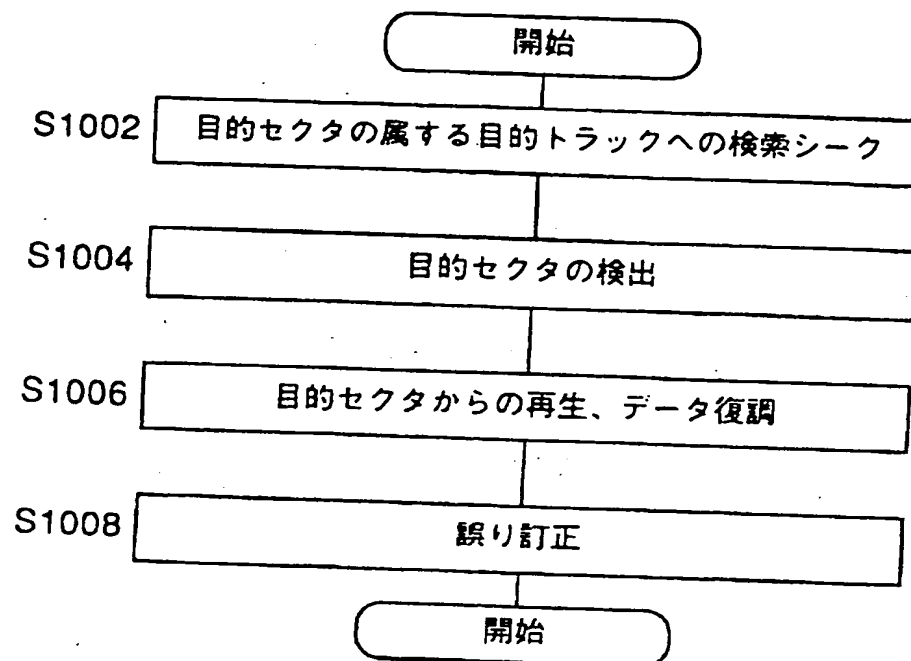 開始
S1002 目的セクタの属する目的トラックへの検索シーク
S1004 目的セクタの検出
S1006 目的セクタからの再生、データ復調
S1008 誤り訂正
開始